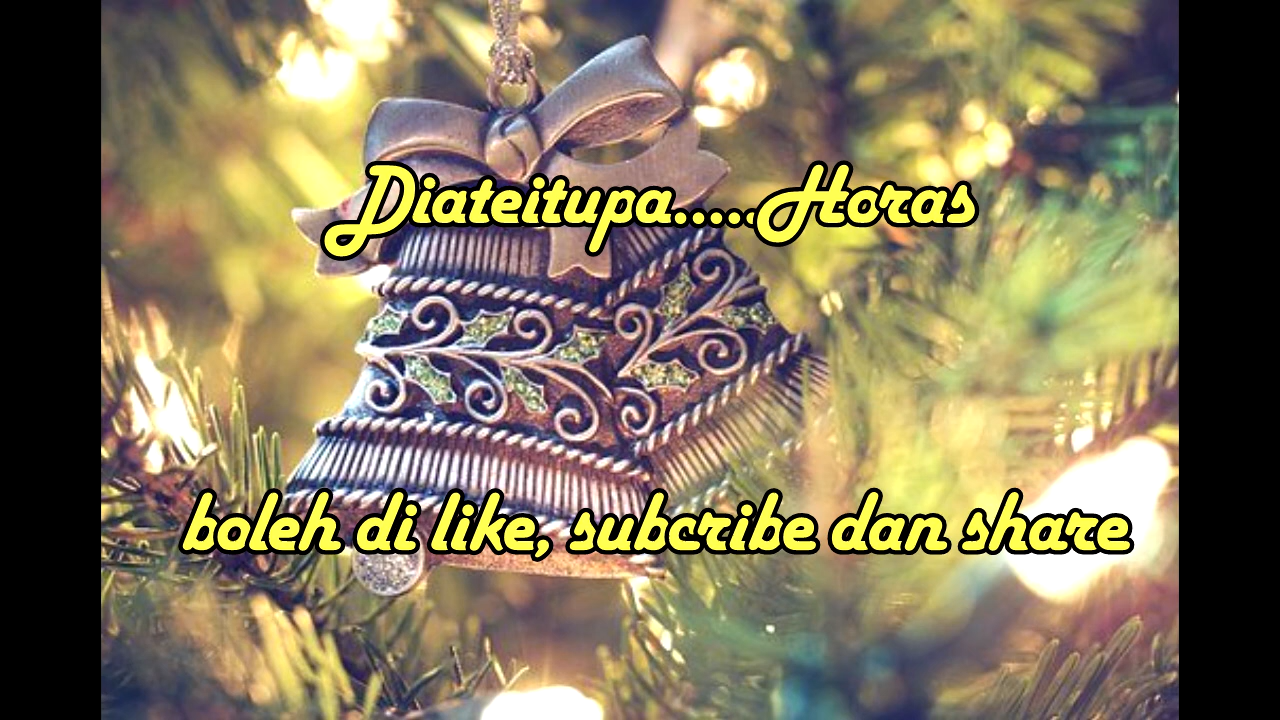 Diateitupa.....Horas
boleh di like, subcribe dan share